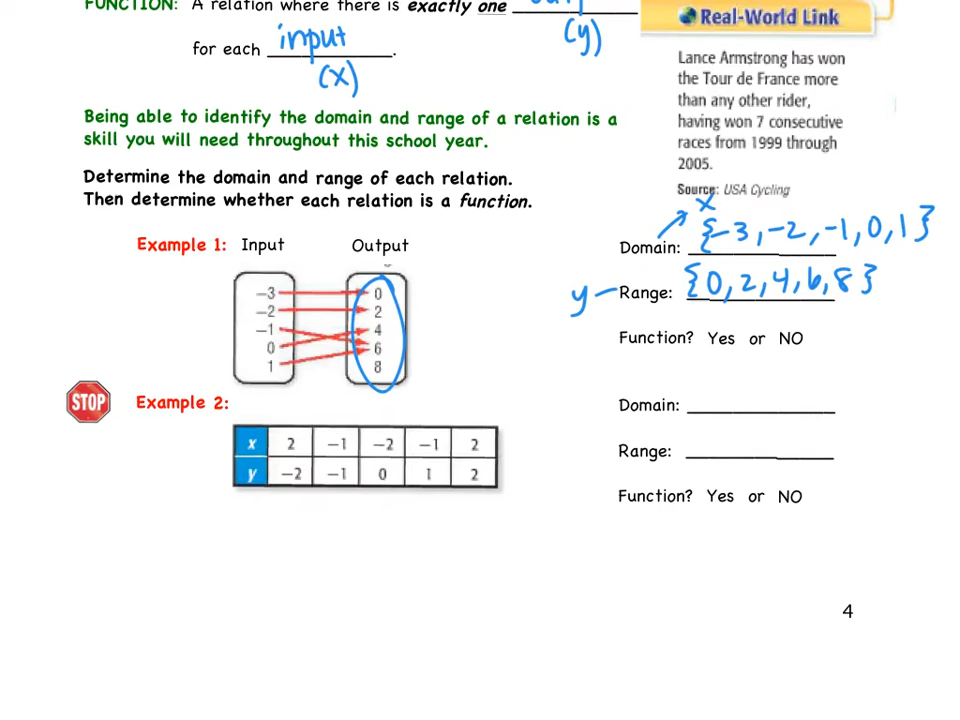 FUNCTION: A relation where there is exactly one
for each input.
(y)
(x)
Real-World Link
Lance Armstrong has won
the Tour de France more
than any other rider,
having won 7 consecutive
races from 1999 through
2005.
Source: USA Cycling
Being able to identify the domain and range of a relation is a
skill you will need throughout this school year.
Determine the domain and range of each relation.
Then determine whether each relation is a function.
Example 1: Input Output
-3 0
-2 2
-1 4
0 6
1 8
x
Domain: {-3, -2, -1, 0, 1}
y Range: {0, 2, 4, 6, 8}
Function? Yes or NO
STOP Example 2:
x 2 -1 -2 -1 2
y -2 -1 0 1 2
Domain:
Range:
Function? Yes or NO
4